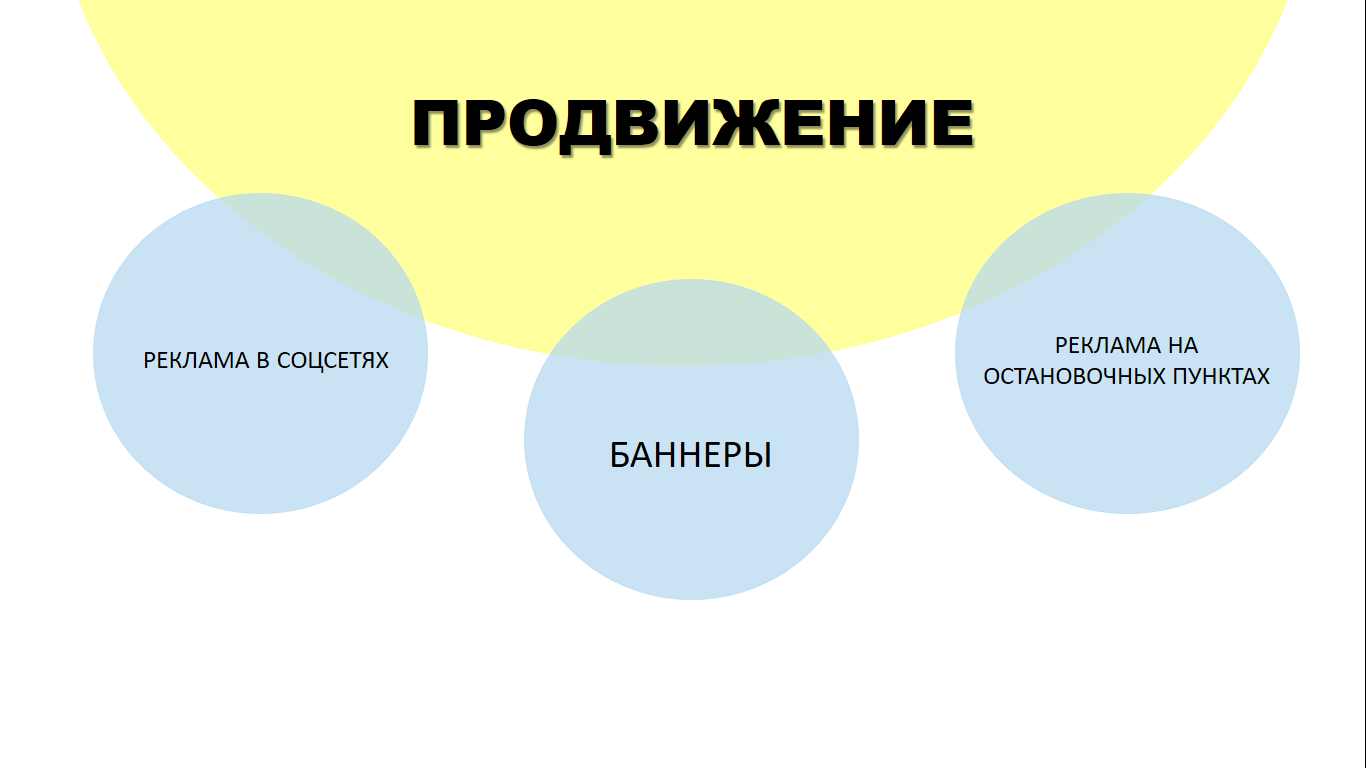 ПРОДВИЖЕНИЕ
РЕКЛАМА В СОЦСЕТЯХ
БАННЕРЫ
РЕКЛАМА НА
ОСТАНОВОЧНЫХ ПУНКТАХ